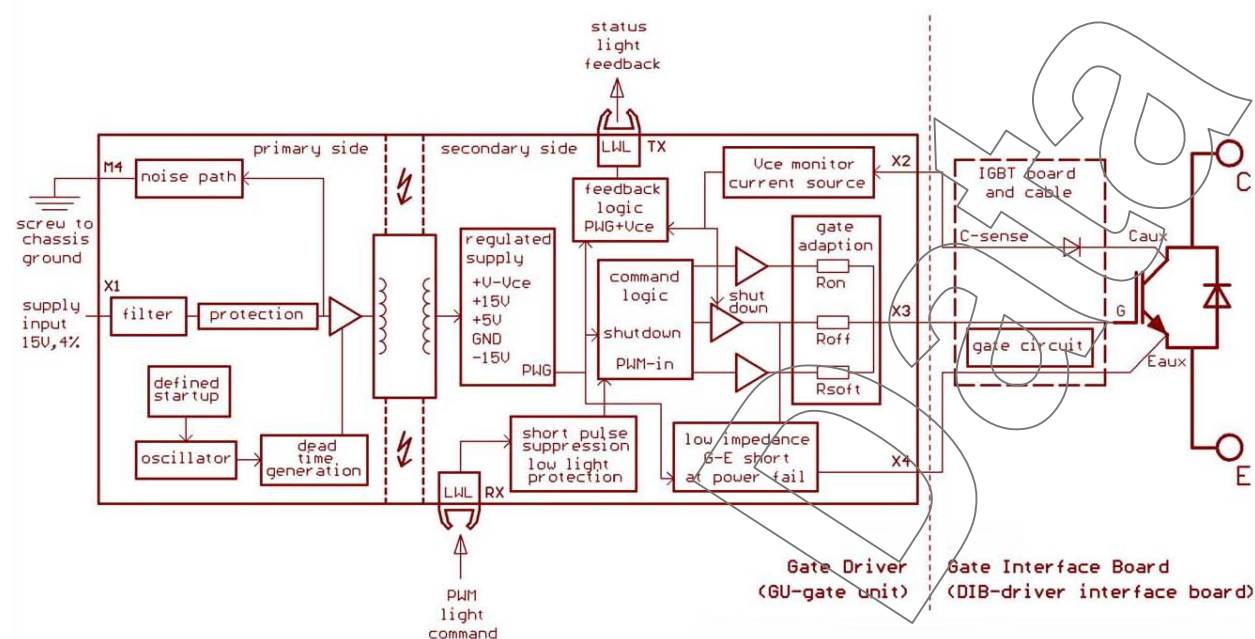 status
light
feedback
LWL
TX
primary side
secondary side
M4
noise path
screw to
chassis
ground
X1
supply
input
15V,4%
filter
protection
defined
startup
oscillator
dead
time
generation
regulated
supply
+V-Vce
+15V
+5V
GND
-15V
PWG
feedback
logic
PWG+Vce
Vce monitor
current source
X2
command
logic
shutdown
PWM-in
shut
down
gate
adaption
Ron
Roff
Rsoft
X3
short pulse
suppression
low light
protection
low impedance
G-E short
at power fail
X4
LWL
RX
PWM
light
command
IGBT board
and cable
C-sense
Caux
G
gate circuit
Eaux
C
E
Gate Driver
(GU-gate unit)
Gate Interface Board
(DIB-driver interface board)
Data